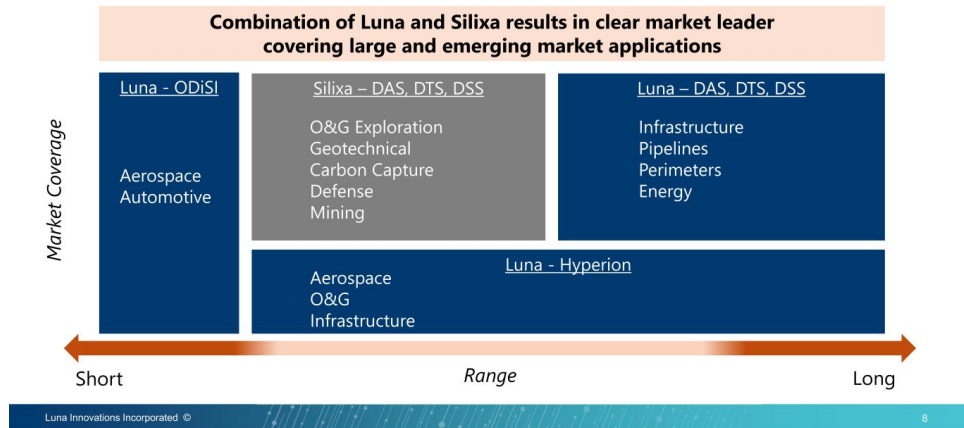 Combination of Luna and Silixa results in clear market leader
covering large and emerging market applications
Market Coverage
Luna - ODiSI
Aerospace
Automotive
Silixa – DAS, DTS, DSS
O&G Exploration
Geotechnical
Carbon Capture
Defense
Mining
Luna – DAS, DTS, DSS
Infrastructure
Pipelines
Perimeters
Energy
Luna - Hyperion
Aerospace
O&G
Infrastructure
Short
Range
Long
Luna Innovations Incorporated ©
8